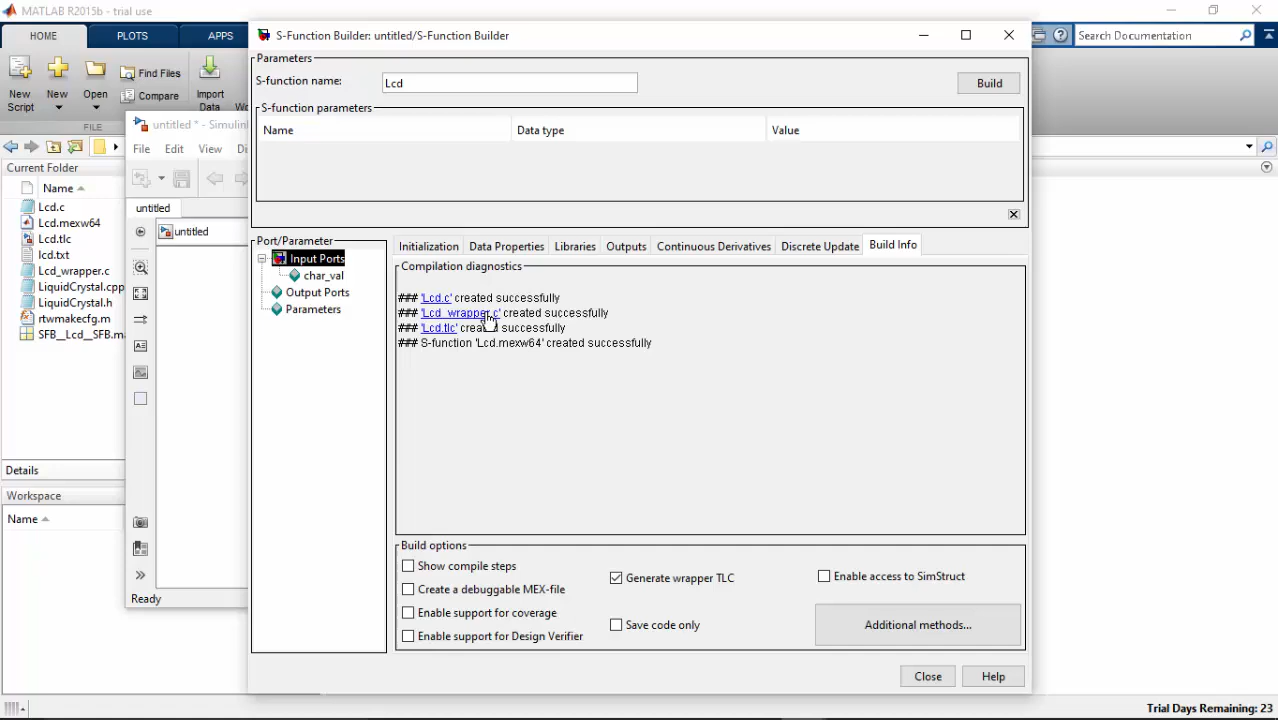 MATLAB R2015b - trial use
HOME
PLOTS
APPS
New Script
New
Open
Find Files
Compare
Import Data
FILE
Search Documentation
Current Folder
Name
Lcd.c
Lcd.mexw64
Lcd.tlc
lcd.txt
Lcd_wrapper.c
LiquidCrystal.cpp
LiquidCrystal.h
rtwmakecfg.m
SFB__Lcd__SFB.m
Details
Workspace
Name
untitled * - Simulink
File
Edit
View
untitled
untitled
Ready
S-Function Builder: untitled/S-Function Builder
Parameters
S-function name:
Lcd
Build
S-function parameters
Name
Data type
Value
Port/Parameter
Input Ports
char_val
Output Ports
Parameters
Initialization
Data Properties
Libraries
Outputs
Continuous Derivatives
Discrete Update
Build Info
Compilation diagnostics
### 'Lcd.c' created successfully
### 'Lcd_wrapper.c' created successfully
### 'Lcd.tlc' created successfully
### S-function 'Lcd.mexw64' created successfully
Build options
Show compile steps
Create a debuggable MEX-file
Enable support for coverage
Enable support for Design Verifier
Generate wrapper TLC
Save code only
Enable access to SimStruct
Additional methods...
Close
Help
Trial Days Remaining: 23